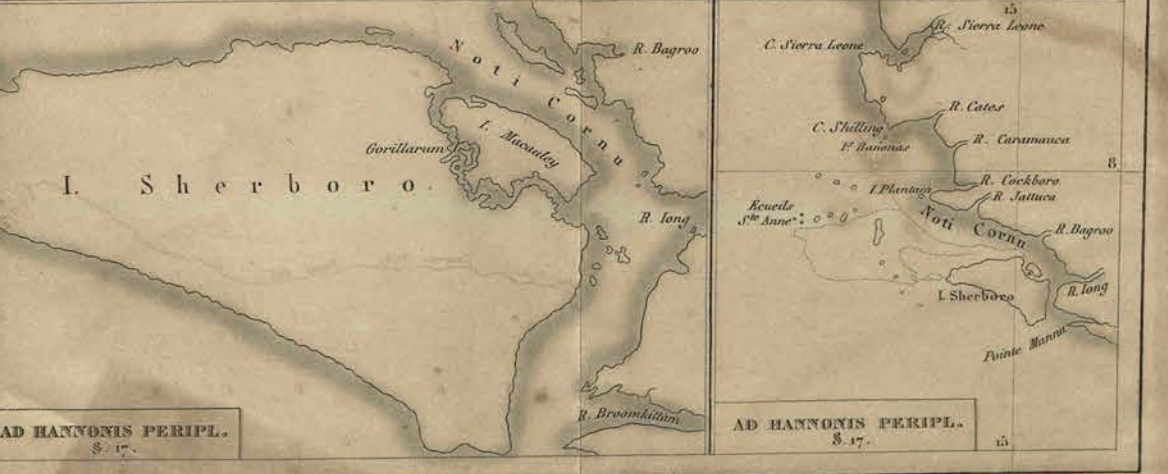 R. Bagroo
Noti Cornu
I. Macauley
Gorillarum
I. Sherboro.
R. Iong
R. Broomkittam
AD HANNONIS PERIPL.
§. 17.
15
R. Sierra Leone
C. Sierra Leone
R. Cates
C. Shilling
Is. Bananas
R. Caramanca
8
I. Plantain
R. Cockboro
R. Jattuca
Ecueils
Ste Anne
Noti Cornu
R. Bagroo
I. Sherboro
R. Iong
Pointe Manna
AD HANNONIS PERIPL.
§. 17.
15